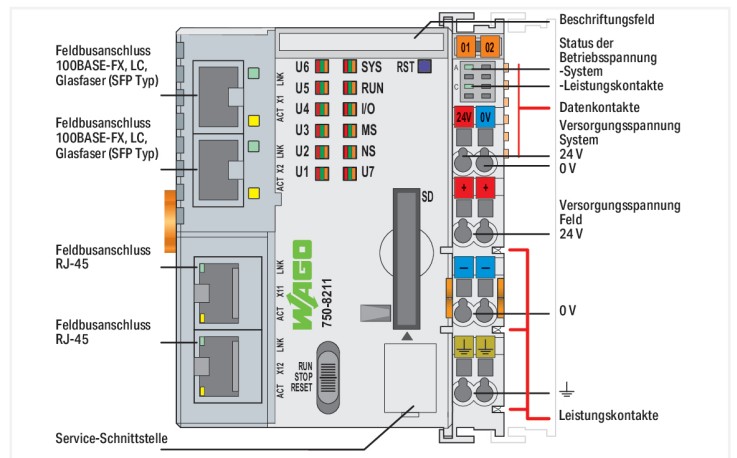 Beschriftungsfeld
Feldbusanschluss
100BASE-FX, LC,
Glasfaser (SFP Typ)
Feldbusanschluss
100BASE-FX, LC,
Glasfaser (SFP Typ)
Feldbusanschluss
RJ-45
Feldbusanschluss
RJ-45
Service-Schnittstelle
LNK
ACT X1
LNK
ACT X2
LNK
X11
ACT
LNK
X12
ACT
U6 SYS RST
U5 RUN
U4 I/O
U3 MS
U2 NS
U1 U7
SD
WAGO
750-8211
RUN
STOP
RESET
01 02
A
C
24V 0V
+ +
− −
Status der
Betriebsspannung
-System
-Leistungskontakte
Datenkontakte
Versorgungsspannung
System
24 V
0 V
Versorgungsspannung
Feld
24 V
0 V
Leistungskontakte